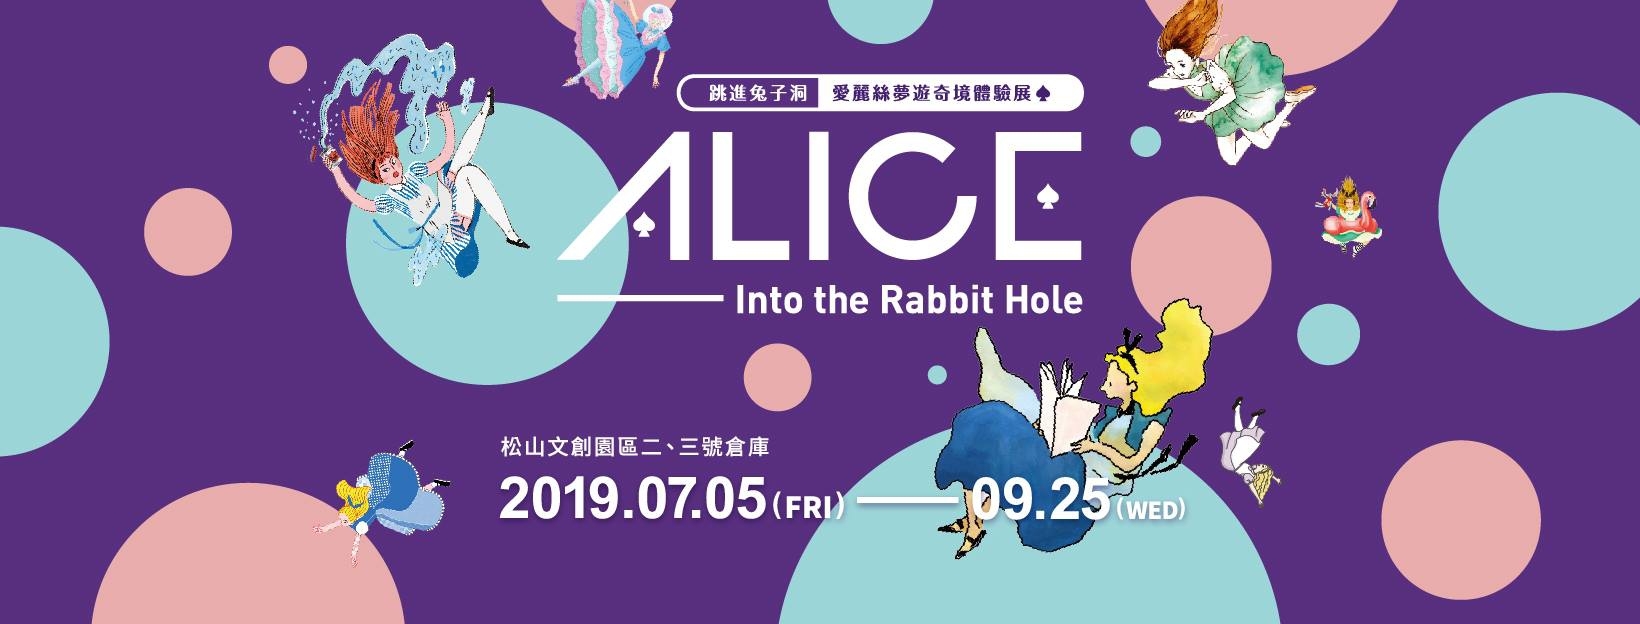 跳進兔子洞 愛麗絲夢遊奇境體驗展
ALICE
Into the Rabbit Hole
松山文創園區二、三號倉庫
2019.07.05(FRI)—09.25(WED)